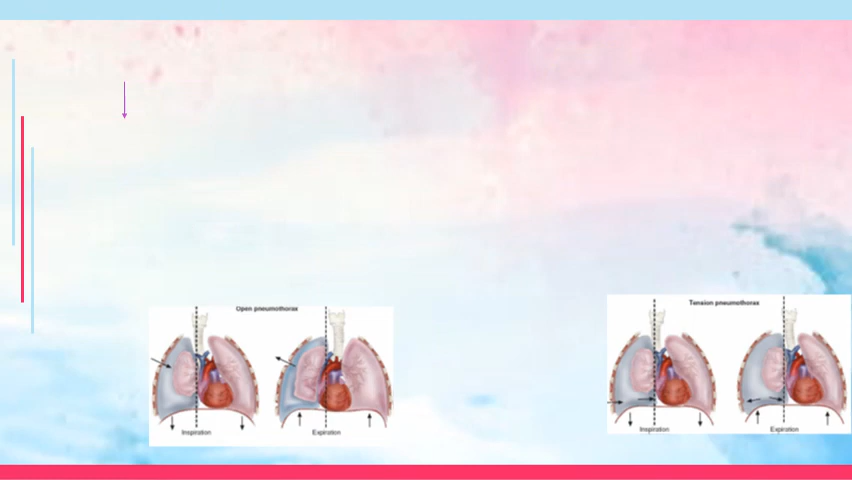 Open pneumothorax
Inspiration
Expiration
Tension pneumothorax
Inspiration
Expiration